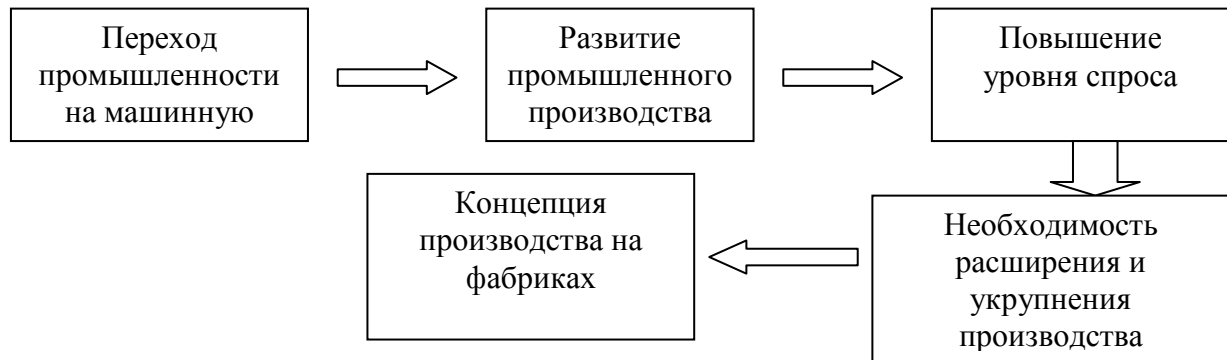 Переход
промышленности
на машинную
Развитие
промышленного
производства
Повышение
уровня спроса
Необходимость
расширения и
укрупнения
производства
Концепция
производства на
фабриках